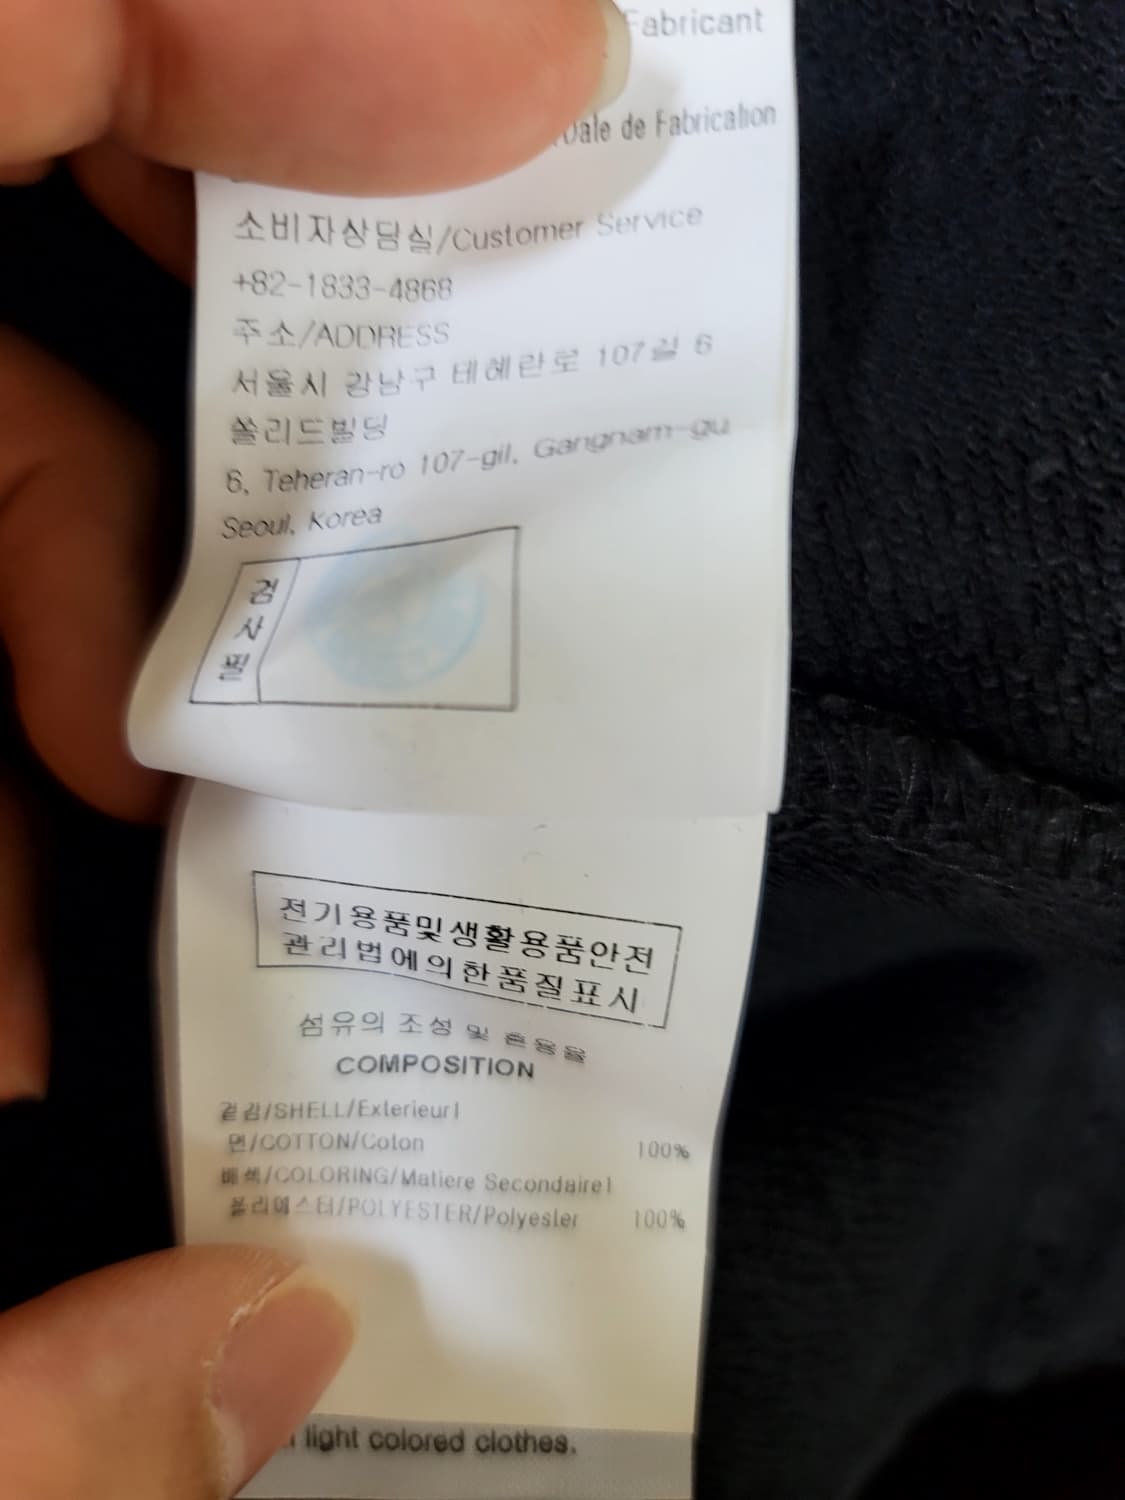 Fabricant
Date de Fabrication
소비자상담실/Customer Service
+82-1833-4868
주소/ADDRESS
서울시 강남구 테헤란로 107길 6
쏠리드빌딩
6, Teheran-ro 107-gil, Gangnam-gu
Seoul, Korea
검사필
전기용품및생활용품안전
관리법에의한품질표시
섬유의 조성 및 혼용율
COMPOSITION
겉감/SHELL/Exterieur1
면/COTTON/Coton 100%
배색/COLORING/Matiere Secondaire1
폴리에스터/POLYESTER/Polyester 100%
light colored clothes.